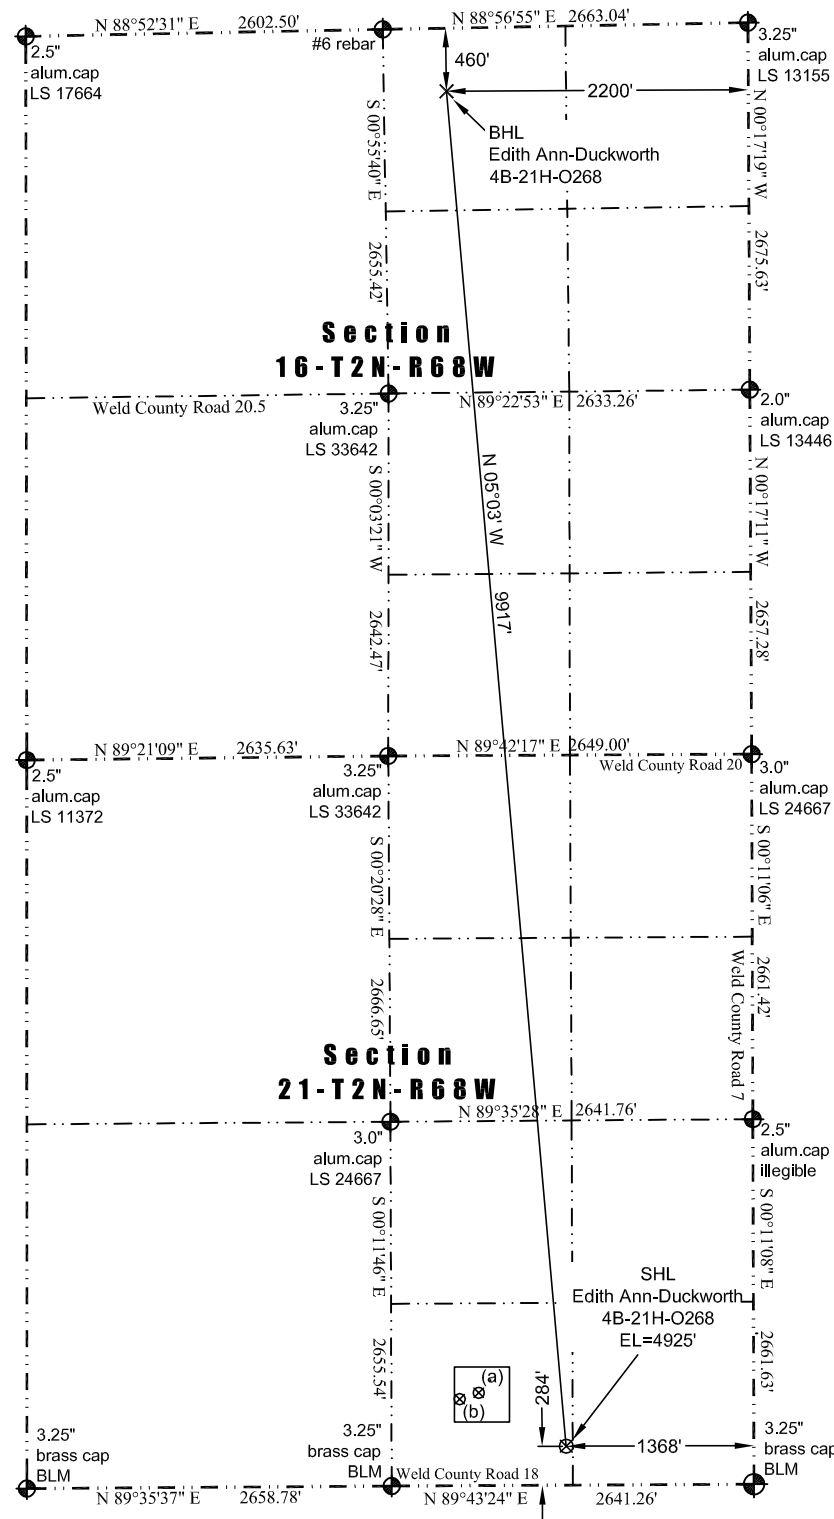 N 88°52'31" E 2602.50'
N 88°56'55" E 2663.04'
2.5"
alum.cap
LS 17664
#6 rebar
3.25"
alum.cap
LS 13155
460'
2200'
BHL
Edith Ann-Duckworth
4B-21H-O268
S 00°55'40" E 2655.42'
N 00°17'19" W 2675.63'
Section
16-T2N-R68W
Weld County Road 20.5
3.25"
alum.cap
LS 33642
N 89°22'53" E 2633.26'
2.0"
alum.cap
LS 13446
S 00°03'21" W 2642.47'
N 05°03' W 9917'
N 00°17'11" W 2657.28'
N 89°21'09" E 2635.63'
N 89°42'17" E 2649.00'
Weld County Road 20
2.5"
alum.cap
LS 11372
3.25"
alum.cap
LS 33642
3.0"
alum.cap
LS 24667
S 00°20'28" E 2666.65'
S 00°11'06" E 2661.42'
Weld County Road 7
Section
21-T2N-R68W
N 89°35'28" E 2641.76'
3.0"
alum.cap
LS 24667
2.5"
alum.cap
illegible
S 00°11'46" E 2655.54'
S 00°11'08" E 2661.63'
SHL
Edith Ann-Duckworth
4B-21H-O268
EL=4925'
(a)
(b)
284'
1368'
3.25"
brass cap
BLM
3.25"
brass cap
BLM
3.25"
brass cap
BLM
Weld County Road 18
N 89°35'37" E 2658.78'
N 89°43'24" E 2641.26'